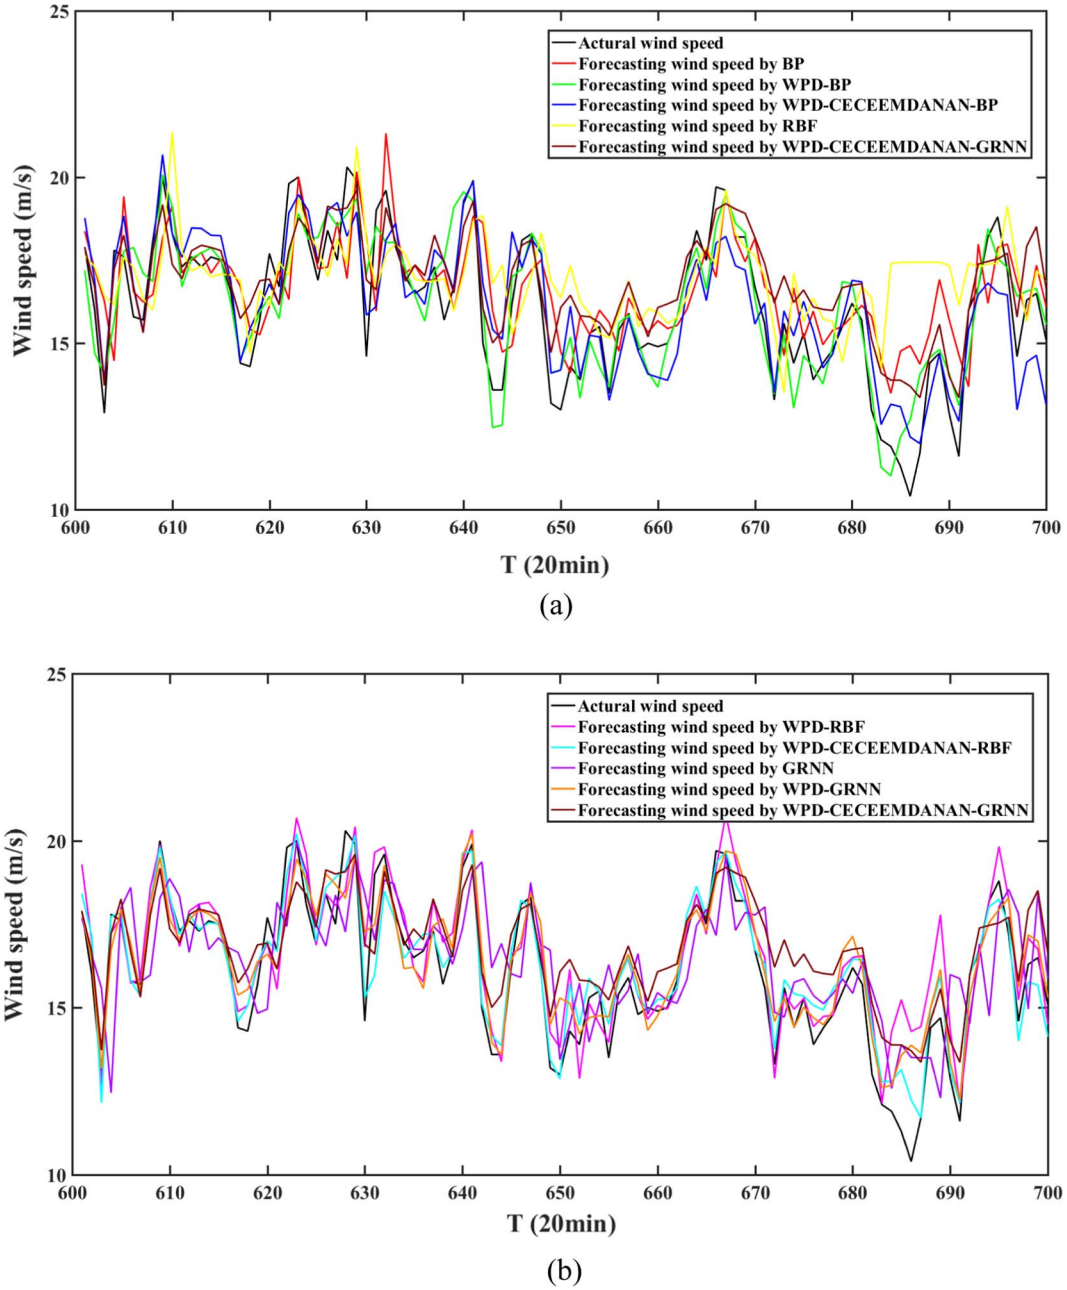 25
20
15
10
Wind speed (m/s)
Actural wind speed
Forecasting wind speed by BP
Forecasting wind speed by WPD-BP
Forecasting wind speed by WPD-CECEEMDANAN-BP
Forecasting wind speed by RBF
Forecasting wind speed by WPD-CECEEMDANAN-GRNN
600 610 620 630 640 650 660 670 680 690 700
T (20min)
(a)
25
20
15
10
Wind speed (m/s)
Actural wind speed
Forecasting wind speed by WPD-RBF
Forecasting wind speed by WPD-CECEEMDANAN-RBF
Forecasting wind speed by GRNN
Forecasting wind speed by WPD-GRNN
Forecasting wind speed by WPD-CECEEMDANAN-GRNN
600 610 620 630 640 650 660 670 680 690 700
T (20min)
(b)